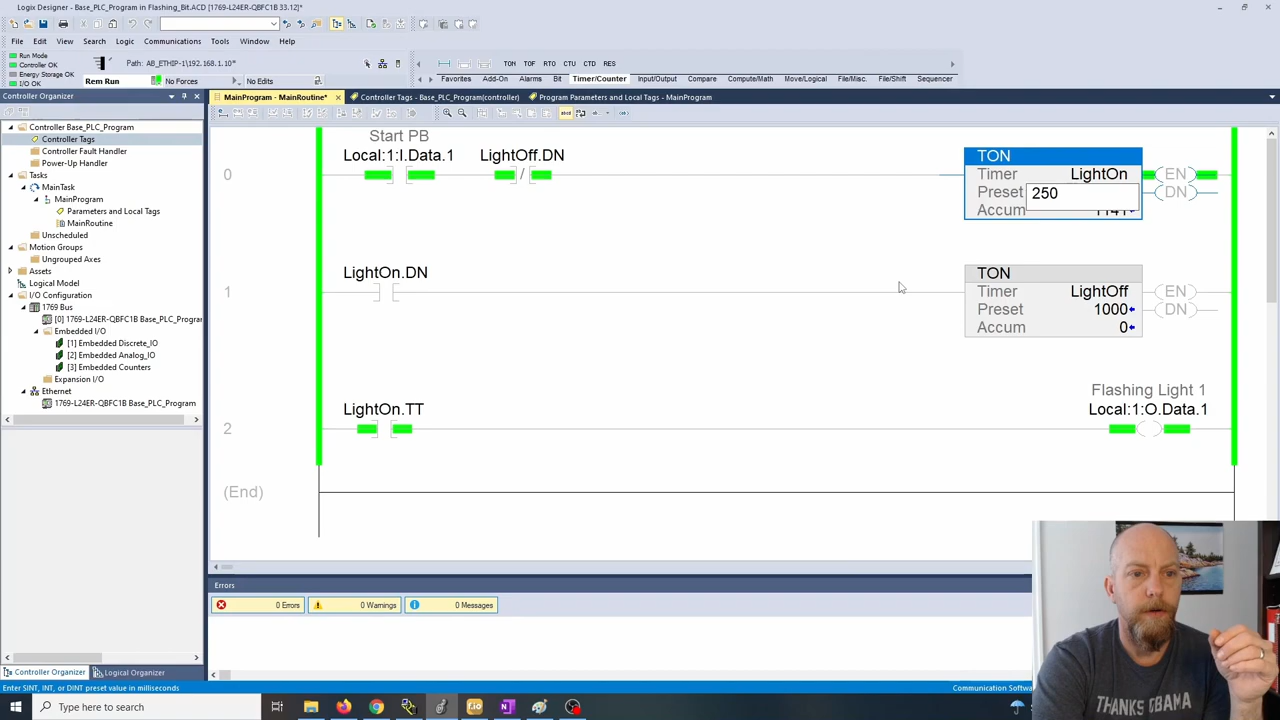 Logix Designer - Base_PLC_Program in Flashing_Bit.ACD [1769-L24ER-QBFC1B 33.12]*
File Edit View Search Logic Communications Tools Window Help
Run Mode
Controller OK
Energy Storage OK
I/O OK
Path: AB_ETHIP-1\192.168.1.10*
Rem Run No Forces No Edits
TON TOF RTO CTU CTD RES
Favorites Add-On Alarms Bit Timer/Counter Input/Output Compare Compute/Math Move/Logical File/Misc. File/Shift Sequencer
Controller Organizer
MainProgram - MainRoutine* Controller Tags - Base_PLC_Program(controller) Program Parameters and Local Tags - MainProgram
Controller Base_PLC_Program
Controller Tags
Controller Fault Handler
Power-Up Handler
Tasks
MainTask
MainProgram
Parameters and Local Tags
MainRoutine
Unscheduled
Motion Groups
Ungrouped Axes
Assets
Logical Model
I/O Configuration
1769 Bus
[0] 1769-L24ER-QBFC1B Base_PLC_Program
Embedded I/O
[1] Embedded Discrete_IO
[2] Embedded Analog_IO
[3] Embedded Counters
Expansion I/O
Ethernet
1769-L24ER-QBFC1B Base_PLC_Program
Controller Organizer Logical Organizer
Start PB
Local:1:I.Data.1 LightOff.DN
0
TON
Timer LightOn
Preset 250
Accum 1141
EN
DN
LightOn.DN
1
TON
Timer LightOff
Preset 1000
Accum 0
EN
DN
Flashing Light 1
LightOn.TT Local:1:O.Data.1
2
(End)
Errors
0 Errors 0 Warnings 0 Messages
Enter SINT, INT, or DINT preset value in milliseconds
Communication Softwa
Type here to search
THANKS OBAMA